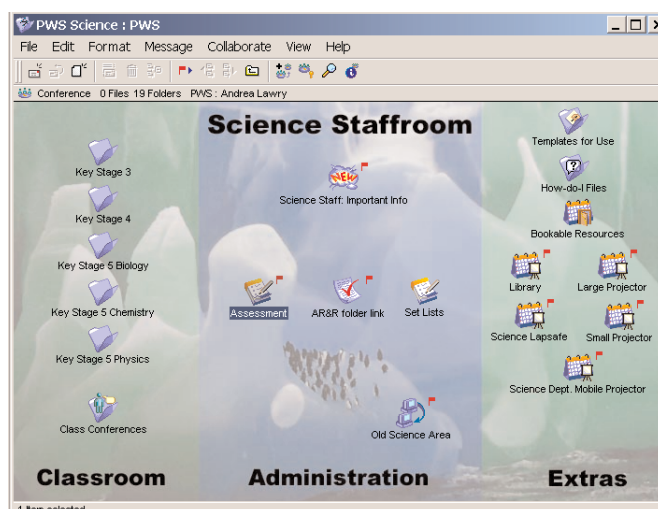 PWS Science : PWS
File Edit Format Message Collaborate View Help
Conference 0 Files 19 Folders PWS : Andrea Lawry
Science Staffroom
Key Stage 3
Key Stage 4
Key Stage 5 Biology
Key Stage 5 Chemistry
Key Stage 5 Physics
Class Conferences
Classroom
NEW
Science Staff: Important Info
Assessment
AR&R folder link
Set Lists
Old Science Area
Administration
Templates for Use
How-do-I Files
Bookable Resources
Library
Large Projector
Science Lapsafe
Small Projector
Science Dept. Mobile Projector
Extras